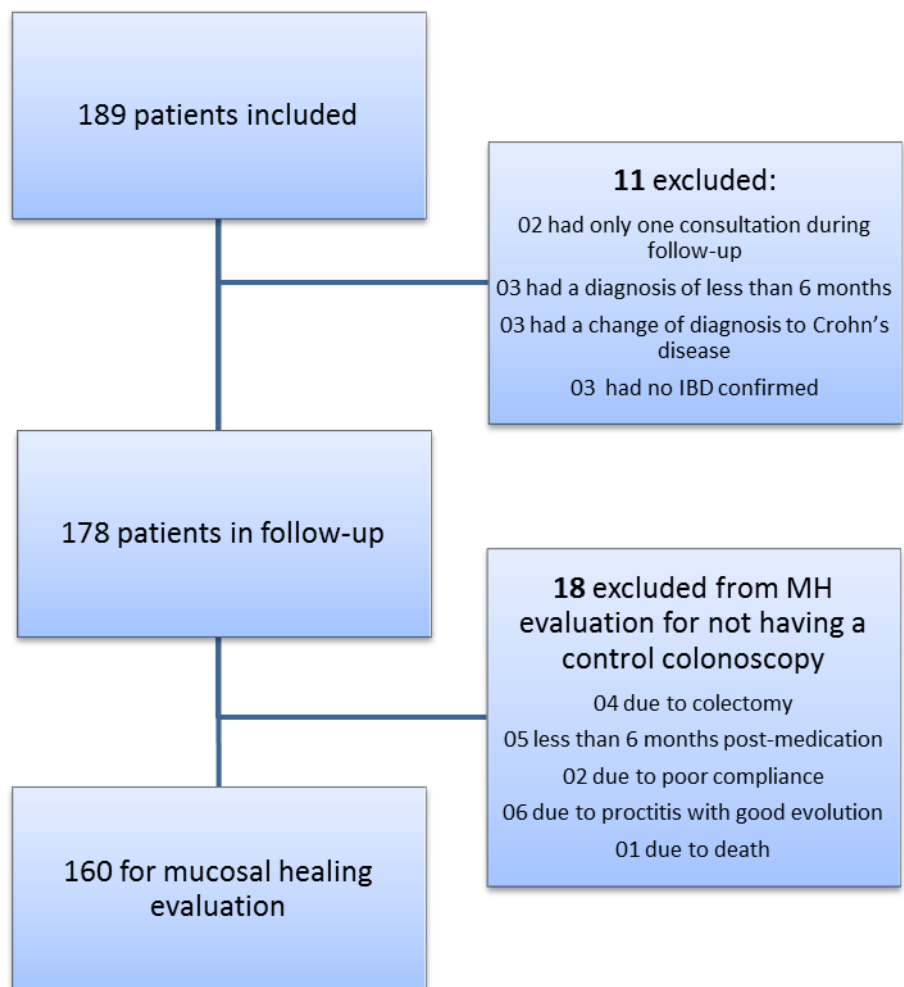 189 patients included
11 excluded:
02 had only one consultation during
follow-up
03 had a diagnosis of less than 6 months
03 had a change of diagnosis to Crohn’s
disease
03 had no IBD confirmed
178 patients in follow-up
18 excluded from MH
evaluation for not having a
control colonoscopy
04 due to colectomy
05 less than 6 months post-medication
02 due to poor compliance
06 due to proctitis with good evolution
01 due to death
160 for mucosal healing
evaluation